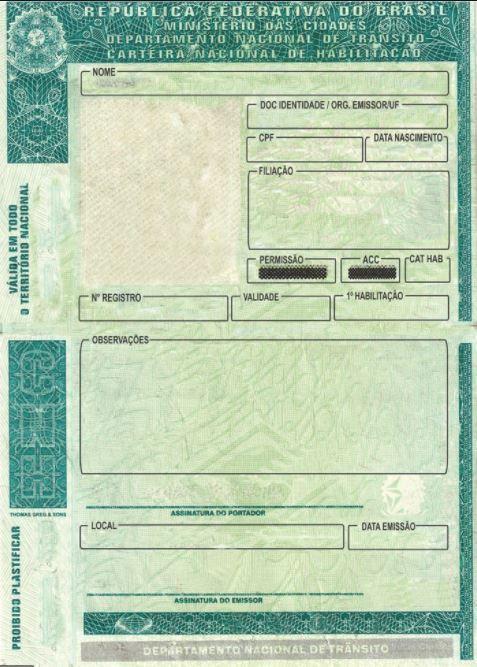 REPÚBLICA FEDERATIVA DO BRASIL
MINISTÉRIO DAS CIDADES
DEPARTAMENTO NACIONAL DE TRÂNSITO
CARTEIRA NACIONAL DE HABILITAÇÃO
NOME
DOC IDENTIDADE / ORG. EMISSOR/UF
CPF
DATA NASCIMENTO
FILIAÇÃO
PERMISSÃO
ACC
CAT HAB
Nº REGISTRO
VALIDADE
1ª HABILITAÇÃO
VÁLIDA EM TODO
O TERRITÓRIO NACIONAL
OBSERVAÇÕES
THOMAS GREG & SONS
ASSINATURA DO PORTADOR
LOCAL
DATA EMISSÃO
PROIBIDO PLASTIFICAR
ASSINATURA DO EMISSOR
DEPARTAMENTO NACIONAL DE TRÂNSITO